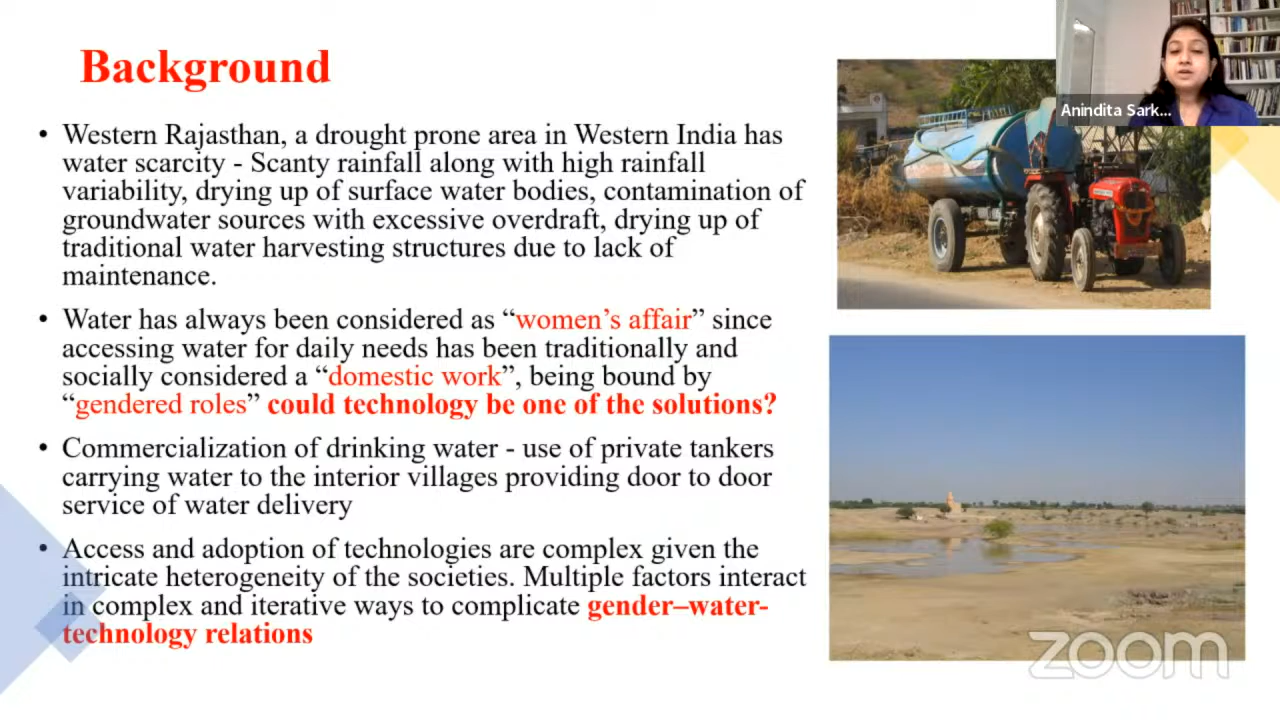 Background
• Western Rajasthan, a drought prone area in Western India has
water scarcity - Scanty rainfall along with high rainfall
variability, drying up of surface water bodies, contamination of
groundwater sources with excessive overdraft, drying up of
traditional water harvesting structures due to lack of
maintenance.
• Water has always been considered as “women’s affair” since
accessing water for daily needs has been traditionally and
socially considered a “domestic work”, being bound by
“gendered roles” could technology be one of the solutions?
• Commercialization of drinking water - use of private tankers
carrying water to the interior villages providing door to door
service of water delivery
• Access and adoption of technologies are complex given the
intricate heterogeneity of the societies. Multiple factors interact
in complex and iterative ways to complicate gender–water-
technology relations
Anindita Sark...
zoom